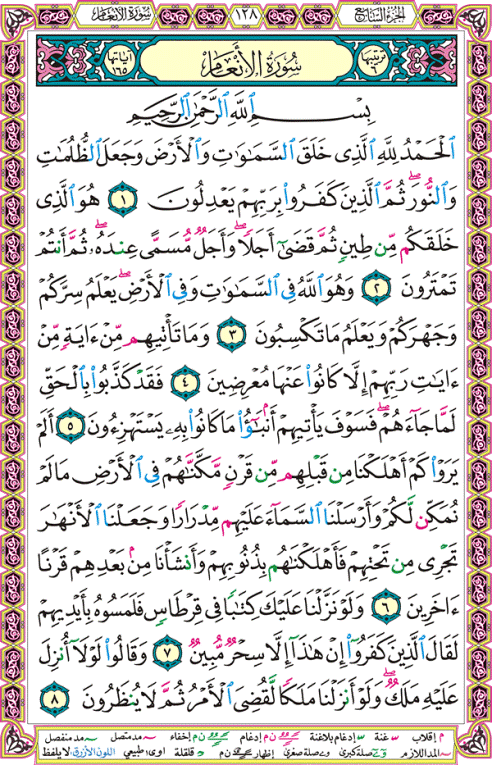 الجزء السابع ١٢٨ سورة الأنعام
ترتيبها ٦ سُورَةُ الأَنْعَامِ آياتها ١٦٥
بِسْمِ ٱللَّهِ ٱلرَّحْمَٰنِ ٱلرَّحِيمِ
ٱلْحَمْدُ لِلَّهِ ٱلَّذِى خَلَقَ ٱلسَّمَٰوَٰتِ وَٱلْأَرْضَ وَجَعَلَ ٱلظُّلُمَٰتِ
وَٱلنُّورَ ۖ ثُمَّ ٱلَّذِينَ كَفَرُوا۟ بِرَبِّهِمْ يَعْدِلُونَ ١ هُوَ ٱلَّذِى
خَلَقَكُم مِّن طِينٍ ثُمَّ قَضَىٰٓ أَجَلًا ۖ وَأَجَلٌ مُّسَمًّى عِندَهُۥ ۖ ثُمَّ أَنتُمْ
تَمْتَرُونَ ٢ وَهُوَ ٱللَّهُ فِى ٱلسَّمَٰوَٰتِ وَفِى ٱلْأَرْضِ ۖ يَعْلَمُ سِرَّكُمْ
وَجَهْرَكُمْ وَيَعْلَمُ مَا تَكْسِبُونَ ٣ وَمَا تَأْتِيهِم مِّنْ ءَايَةٍ مِّنْ
ءَايَٰتِ رَبِّهِمْ إِلَّا كَانُوا۟ عَنْهَا مُعْرِضِينَ ٤ فَقَدْ كَذَّبُوا۟ بِٱلْحَقِّ
لَمَّا جَآءَهُمْ ۖ فَسَوْفَ يَأْتِيهِمْ أَنۢبَٰٓؤُا۟ مَا كَانُوا۟ بِهِۦ يَسْتَهْزِءُونَ ٥ أَلَمْ
يَرَوْا۟ كَمْ أَهْلَكْنَا مِن قَبْلِهِم مِّن قَرْنٍ مَّكَّنَّٰهُمْ فِى ٱلْأَرْضِ مَا لَمْ
نُمَكِّن لَّكُمْ وَأَرْسَلْنَا ٱلسَّمَآءَ عَلَيْهِم مِّدْرَارًا وَجَعَلْنَا ٱلْأَنْهَٰرَ
تَجْرِى مِن تَحْتِهِمْ فَأَهْلَكْنَٰهُم بِذُنُوبِهِمْ وَأَنشَأْنَا مِنۢ بَعْدِهِمْ قَرْنًا
ءَاخَرِينَ ٦ وَلَوْ نَزَّلْنَا عَلَيْكَ كِتَٰبًا فِى قِرْطَاسٍ فَلَمَسُوهُ بِأَيْدِيهِمْ
لَقَالَ ٱلَّذِينَ كَفَرُوٓا۟ إِنْ هَٰذَآ إِلَّا سِحْرٌ مُّبِينٌ ٧ وَقَالُوا۟ لَوْلَآ أُنزِلَ
عَلَيْهِ مَلَكٌ ۖ وَلَوْ أَنزَلْنَا مَلَكًا لَّقُضِىَ ٱلْأَمْرُ ثُمَّ لَا يُنظَرُونَ ٨
م إقلاب غنة إدغام بلاغنة ن م إدغام ن م إخفاء مد متصل مد منفصل
المد اللازم صلة كبرى صلة صغرى إظهار ن م قلقلة اوى: طبيعي اللون الأزرق: لا يلفظ